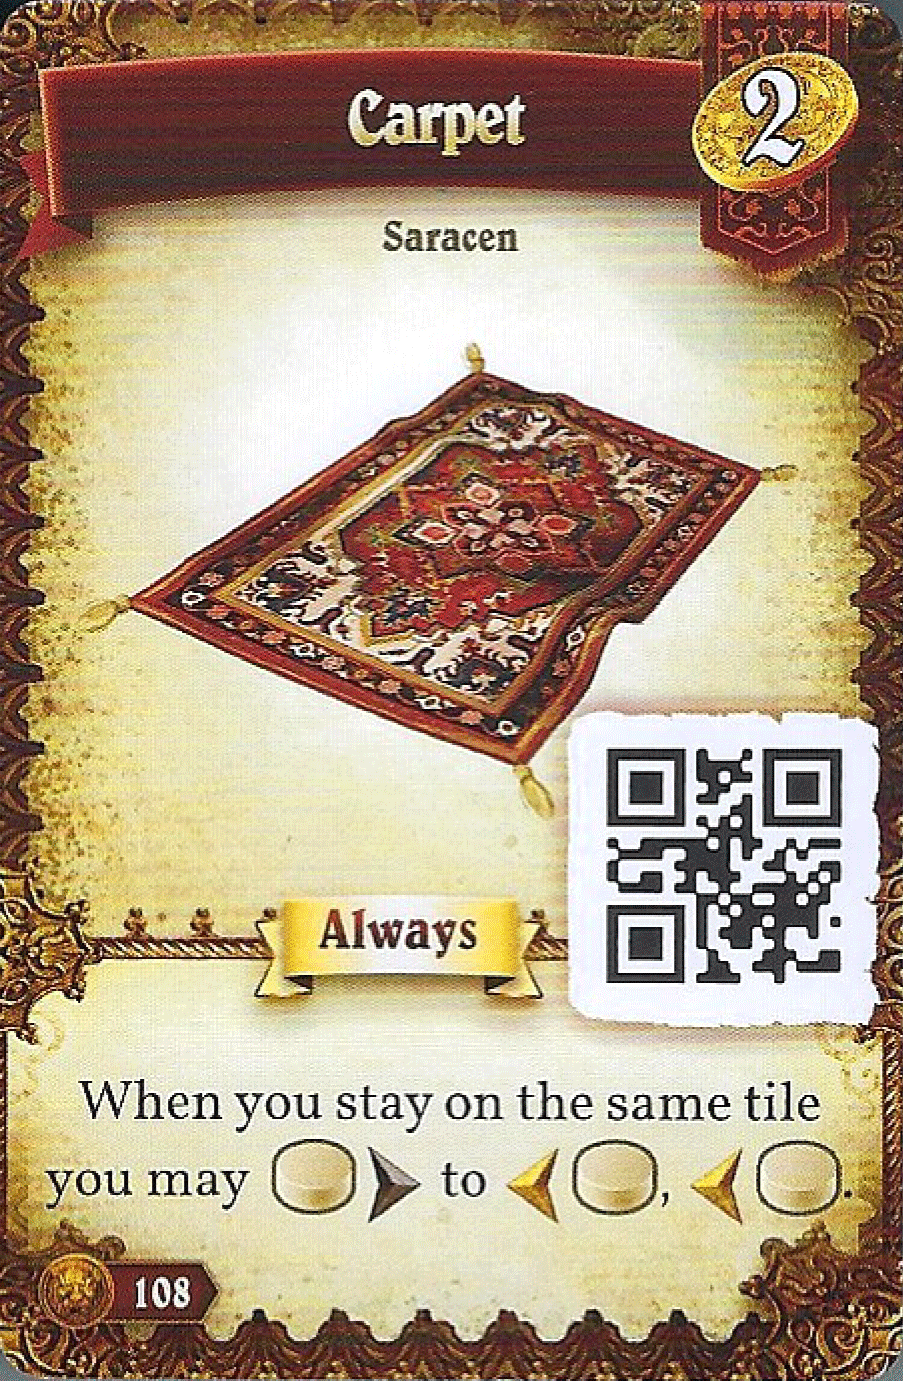 Carpet
2
Saracen
Always
When you stay on the same tile
you may to , .
108